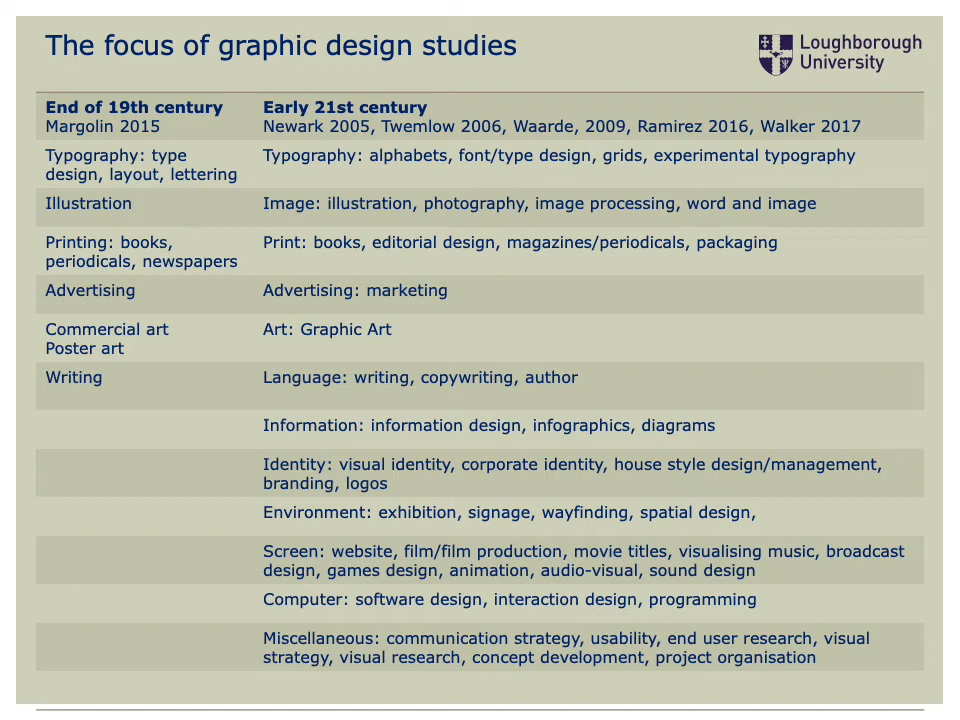 The focus of graphic design studies
Loughborough
University
End of 19th century
Margolin 2015
Early 21st century
Newark 2005, Twemlow 2006, Waarde, 2009, Ramirez 2016, Walker 2017
Typography: type
design, layout, lettering
Typography: alphabets, font/type design, grids, experimental typography
Illustration
Image: illustration, photography, image processing, word and image
Printing: books,
periodicals, newspapers
Print: books, editorial design, magazines/periodicals, packaging
Advertising
Advertising: marketing
Commercial art
Poster art
Art: Graphic Art
Writing
Language: writing, copywriting, author
Information: information design, infographics, diagrams
Identity: visual identity, corporate identity, house style design/management,
branding, logos
Environment: exhibition, signage, wayfinding, spatial design,
Screen: website, film/film production, movie titles, visualising music, broadcast
design, games design, animation, audio-visual, sound design
Computer: software design, interaction design, programming
Miscellaneous: communication strategy, usability, end user research, visual
strategy, visual research, concept development, project organisation